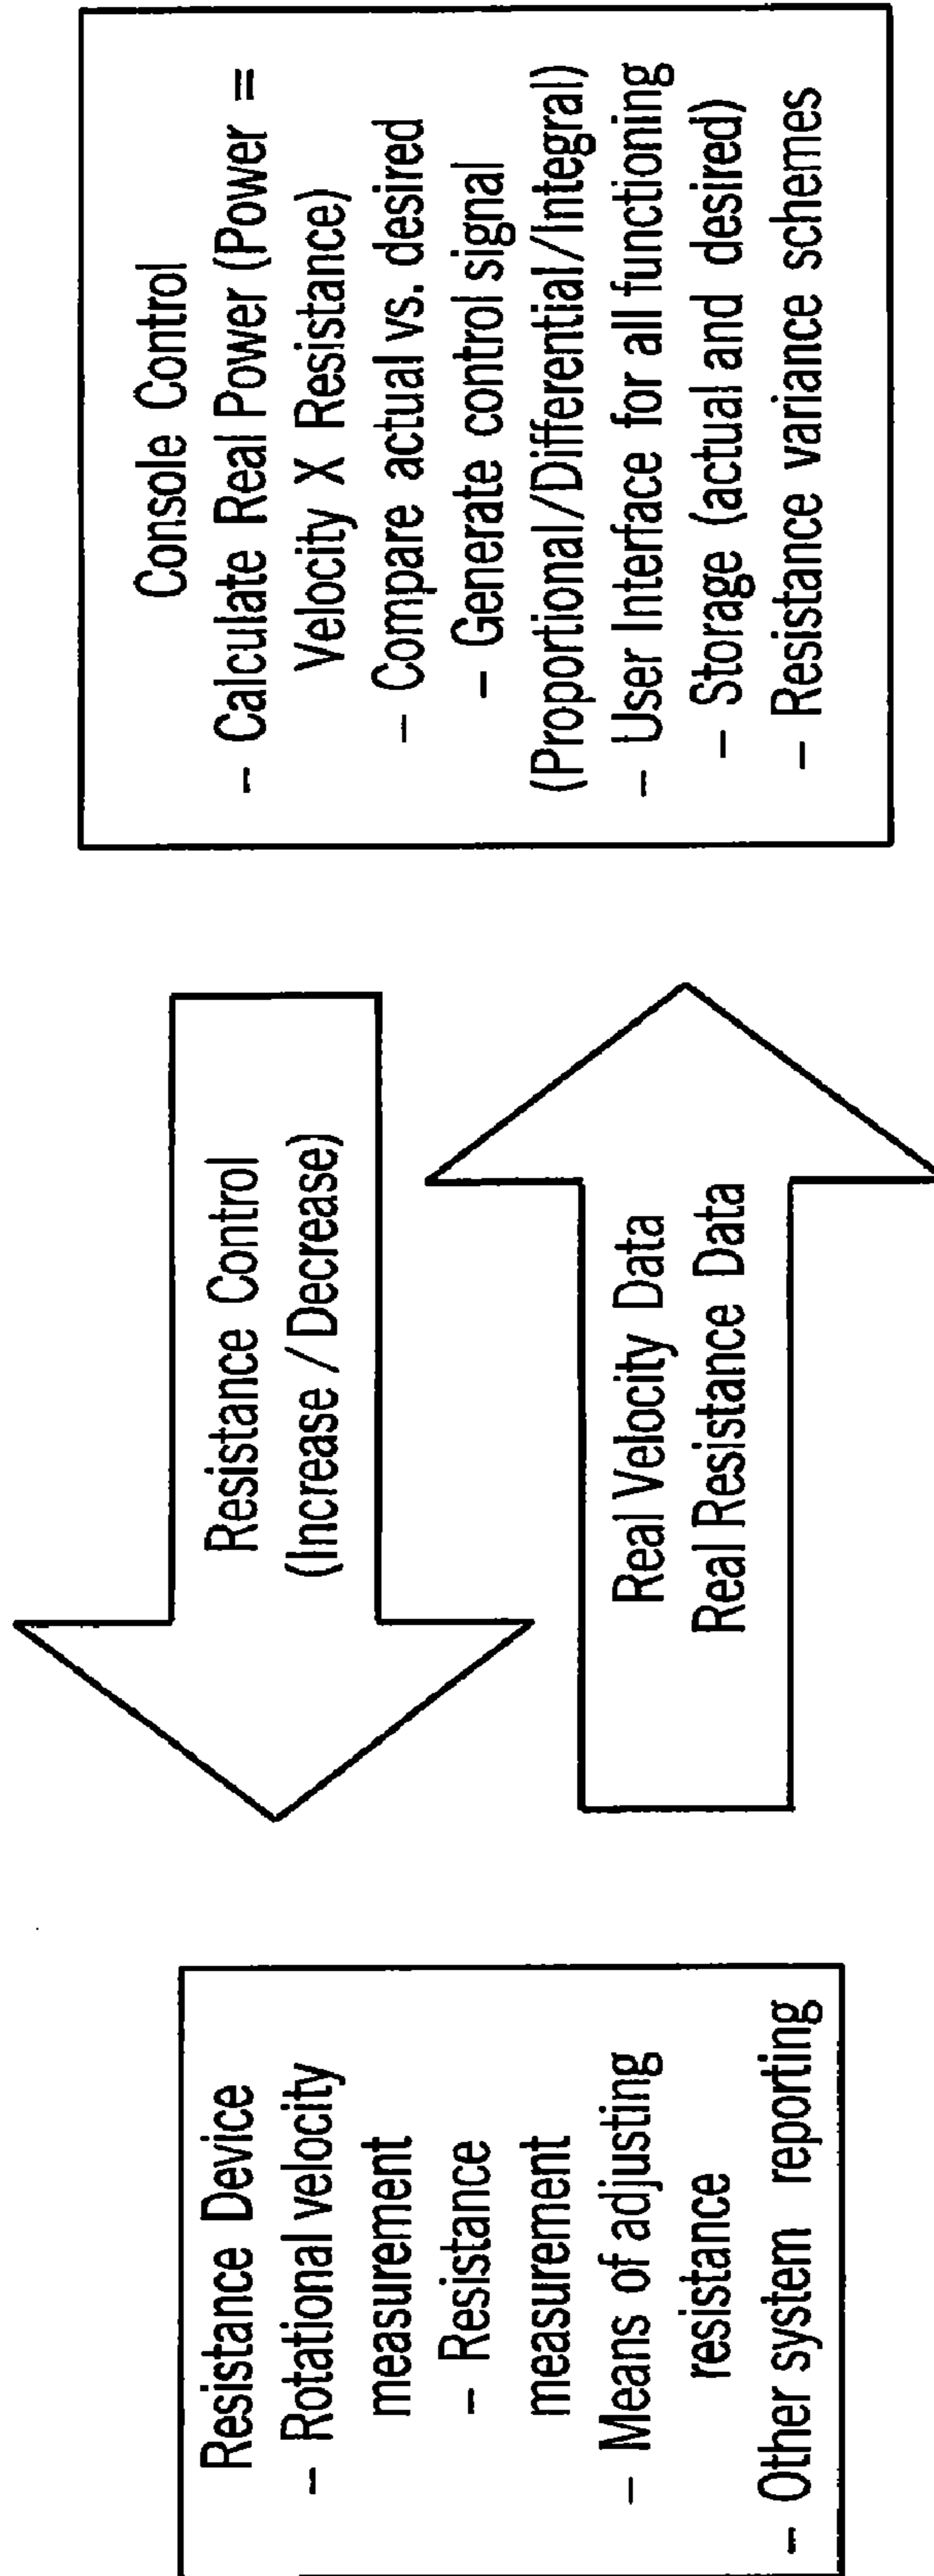 Resistance Device
- Rotational velocity
measurement
- Resistance
measurement
- Means of adjusting
resistance
- Other system reporting
Resistance Control
(Increase / Decrease)
Real Velocity Data
Real Resistance Data
Console Control
- Calculate Real Power (Power =
Velocity X Resistance)
- Compare actual vs. desired
- Generate control signal
(Proportional/Differential/Integral)
- User Interface for all functioning
- Storage (actual and desired)
- Resistance variance schemes